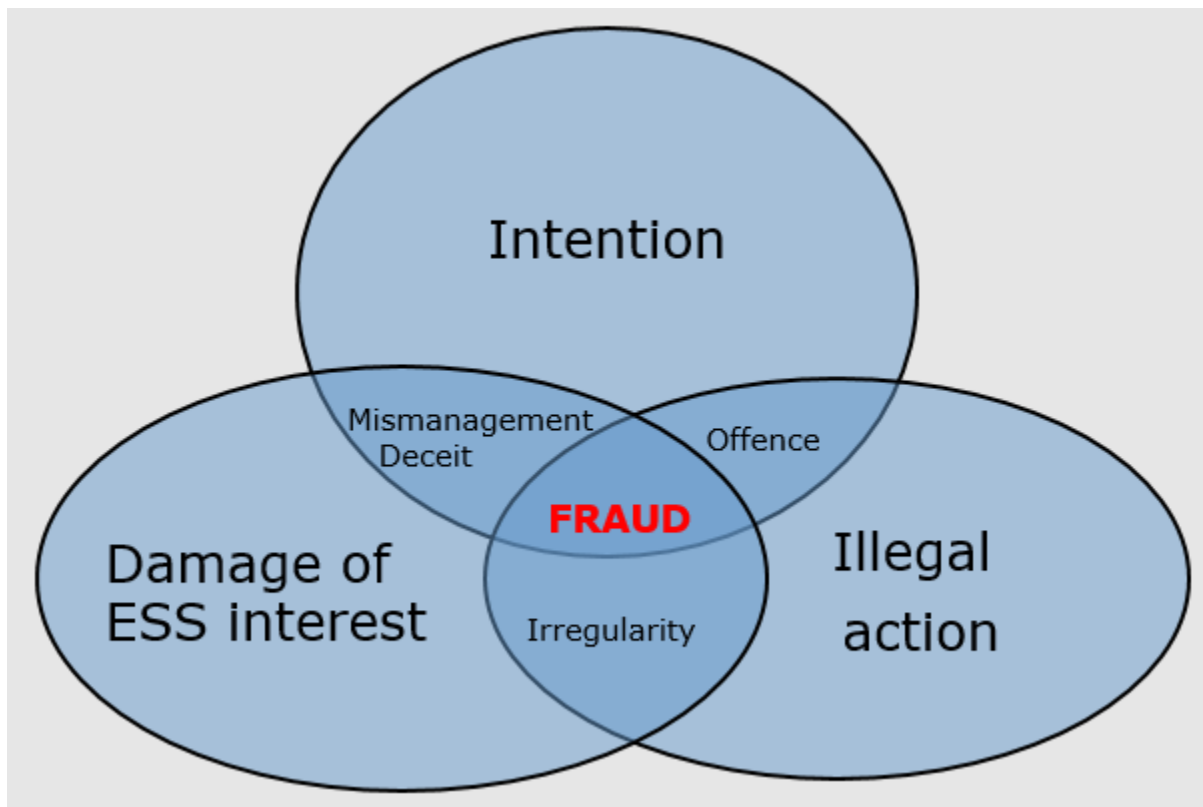 Intention
Mismanagement
Deceit
Offence
FRAUD
Damage of
ESS interest
Illegal
action
Irregularity